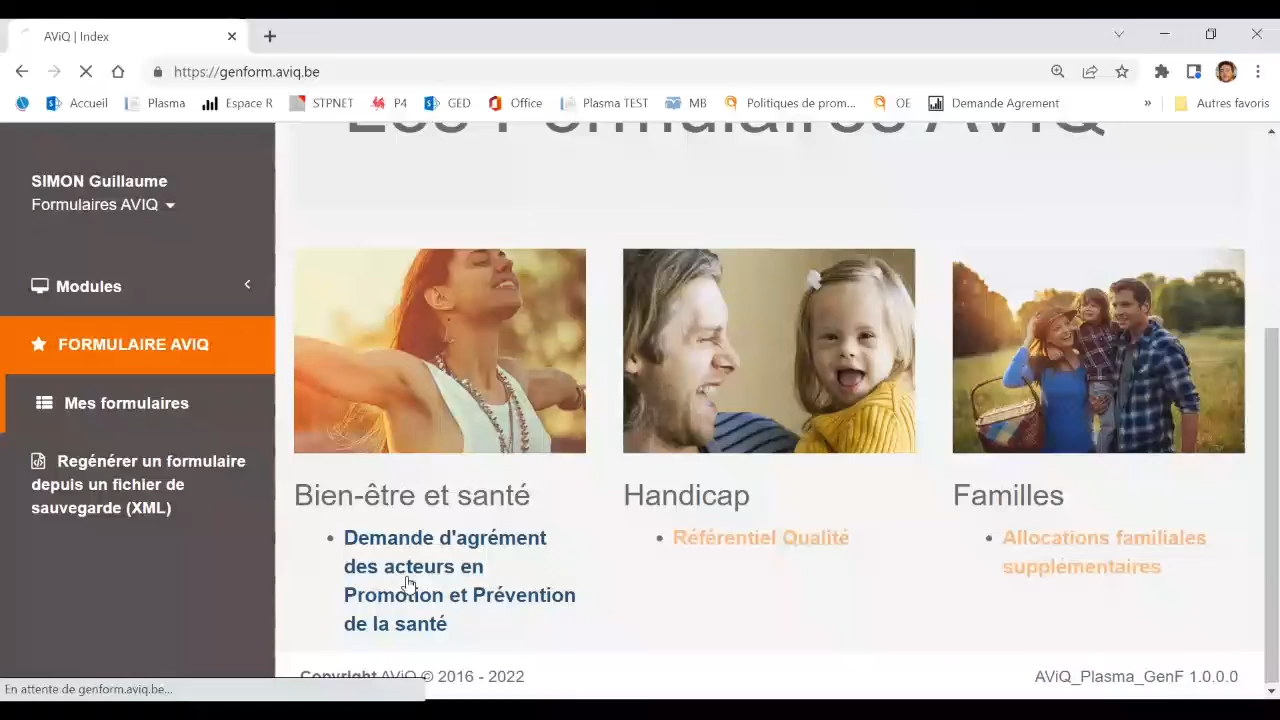 AViQ | Index
https://genform.aviq.be
Accueil Plasma Espace R STPNET P4 GED Office Plasma TEST MB Politiques de prom... OE Demande Agrement » Autres favoris
Les Formulaires AViQ
SIMON Guillaume
Formulaires AVIQ
Modules
FORMULAIRE AVIQ
Mes formulaires
Regénérer un formulaire
depuis un fichier de
sauvegarde (XML)
Bien-être et santé
Demande d'agrément
des acteurs en
Promotion et Prévention
de la santé
Handicap
Référentiel Qualité
Familles
Allocations familiales
supplémentaires
Copyright AViQ © 2016 - 2022
AViQ_Plasma_GenF 1.0.0.0
En attente de genform.aviq.be...